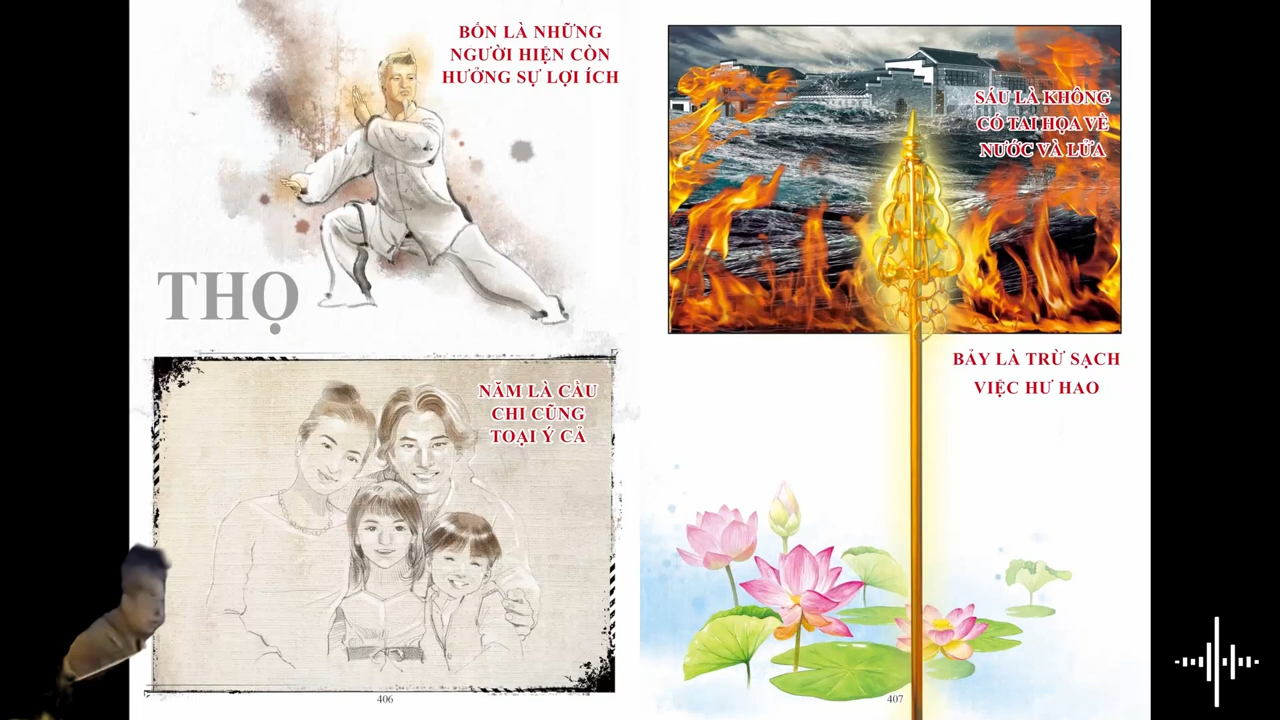 BỐN LÀ NHỮNG
NGƯỜI HIỆN CÒN
HƯỞNG SỰ LỢI ÍCH
THỌ
NĂM LÀ CẦU
CHI CŨNG
TOẠI Ý CẢ
406
SÁU LÀ KHÔNG
CÓ TAI HỌA VỀ
NƯỚC VÀ LỬA
BẢY LÀ TRỪ SẠCH
VIỆC HƯ HAO
407